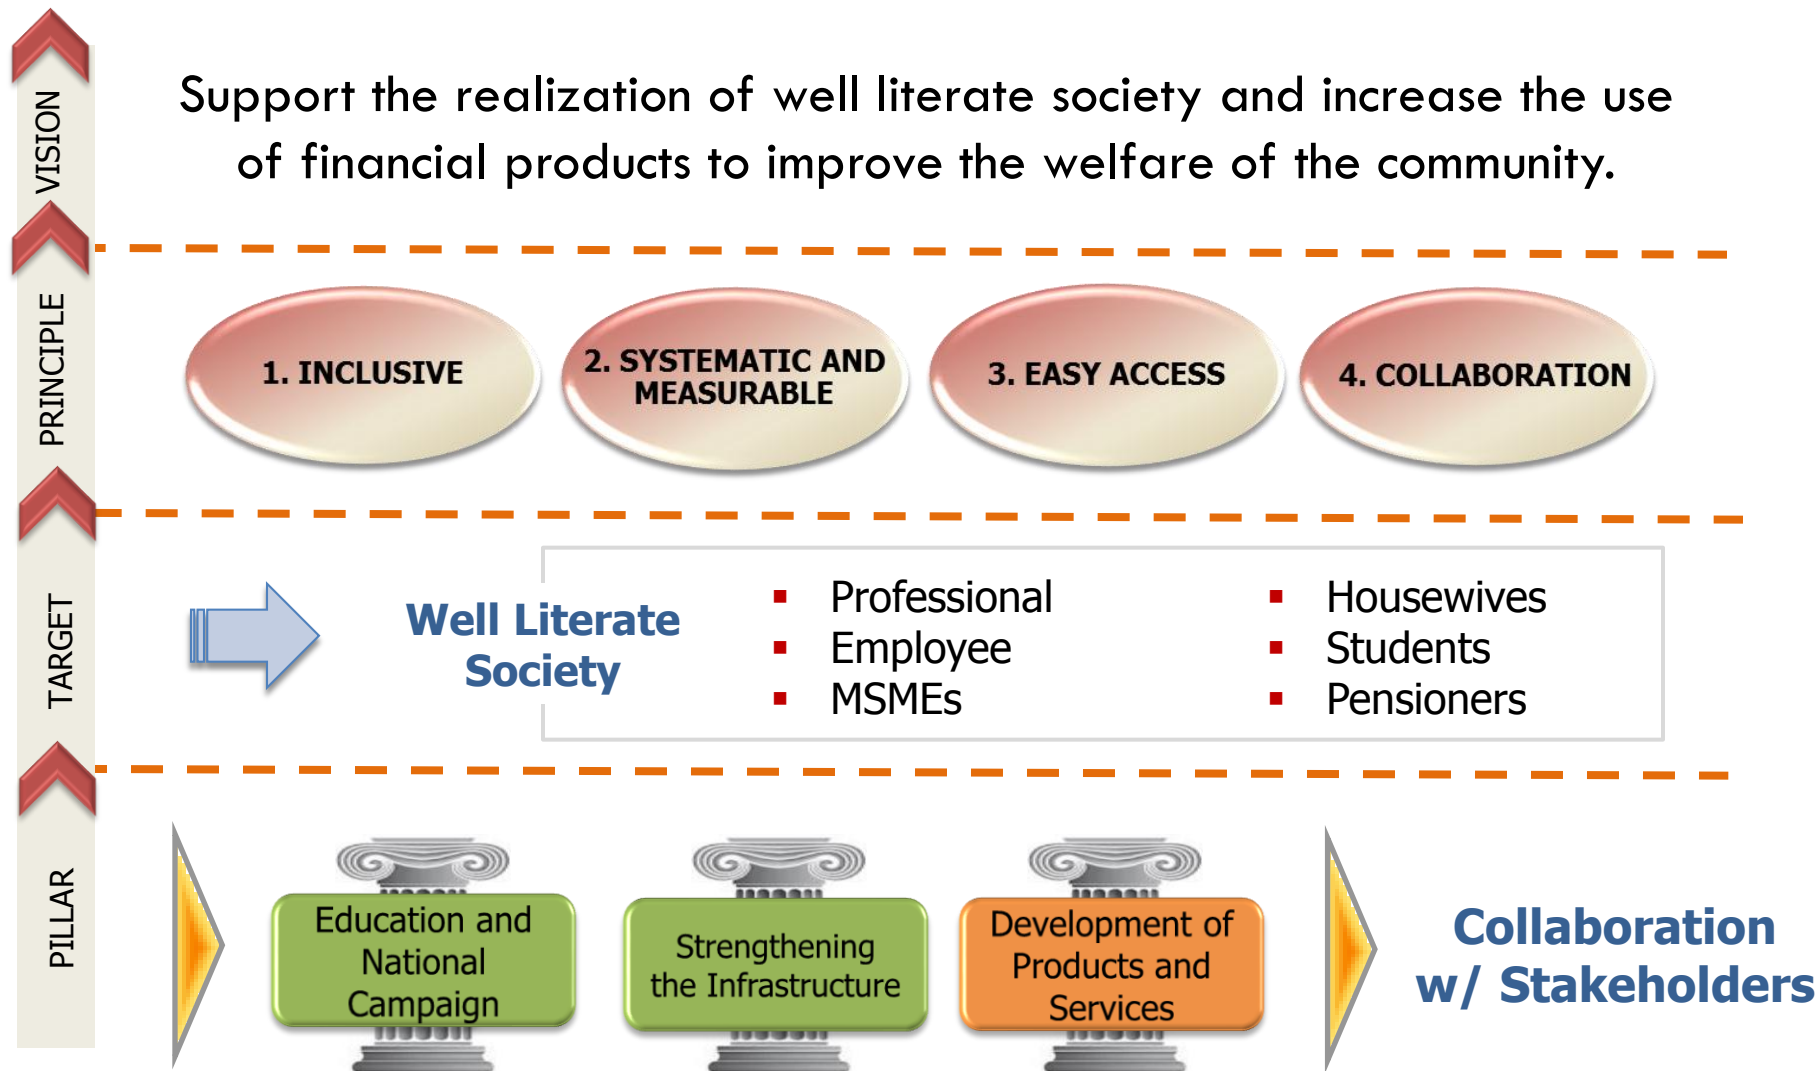 VISION
Support the realization of well literate society and increase the use
of financial products to improve the welfare of the community.
PRINCIPLE
1. INCLUSIVE
2. SYSTEMATIC AND
MEASURABLE
3. EASY ACCESS
4. COLLABORATION
TARGET
Well Literate
Society
▪ Professional
▪ Employee
▪ MSMEs
▪ Housewives
▪ Students
▪ Pensioners
PILLAR
Education and
National
Campaign
Strengthening
the Infrastructure
Development of
Products and
Services
Collaboration
w/ Stakeholders